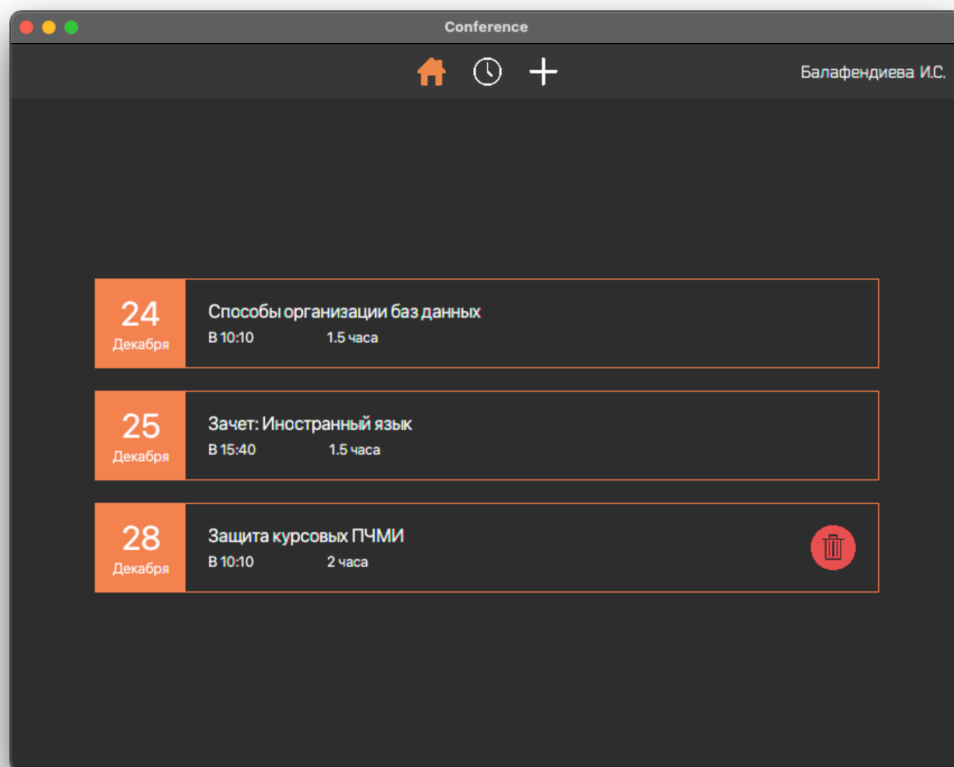 Conference
Балафендиева И.С.
24
Декабря
Способы организации баз данных
В 10:10 1.5 часа
25
Декабря
Зачет: Иностранный язык
В 15:40 1.5 часа
28
Декабря
Защита курсовых ПЧМИ
В 10:10 2 часа